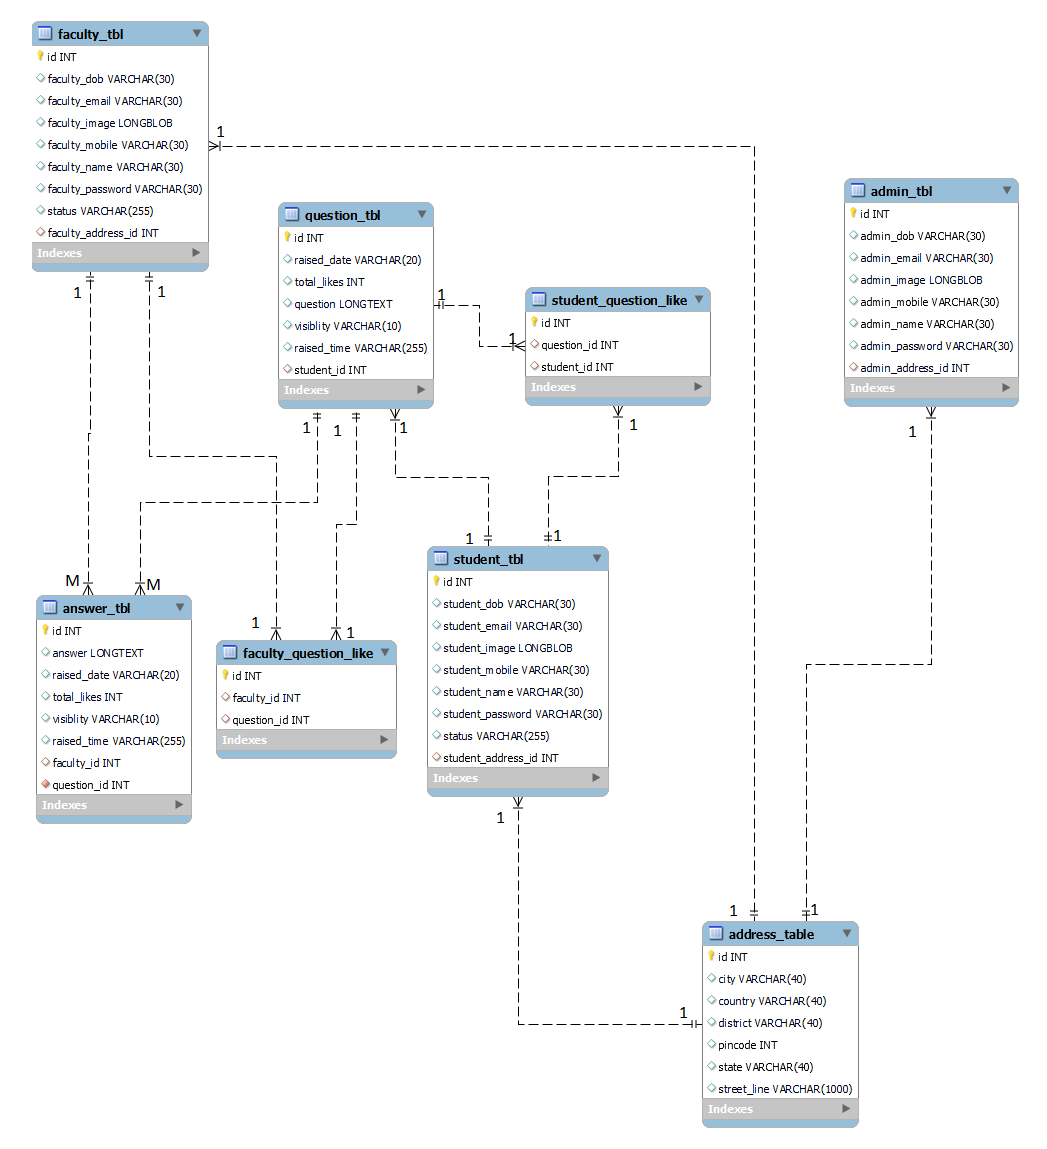 faculty_tbl
id INT
faculty_dob VARCHAR(30)
faculty_email VARCHAR(30)
faculty_image LONGBLOB
faculty_mobile VARCHAR(30)
faculty_name VARCHAR(30)
faculty_password VARCHAR(30)
status VARCHAR(255)
faculty_address_id INT
Indexes
1
1
1
question_tbl
id INT
raised_date VARCHAR(20)
total_likes INT
question LONGTEXT
visiblity VARCHAR(10)
raised_time VARCHAR(255)
student_id INT
Indexes
1
1
1
1
1
student_question_like
id INT
question_id INT
student_id INT
Indexes
1
admin_tbl
id INT
admin_dob VARCHAR(30)
admin_email VARCHAR(30)
admin_image LONGBLOB
admin_mobile VARCHAR(30)
admin_name VARCHAR(30)
admin_password VARCHAR(30)
admin_address_id INT
Indexes
1
M
M
answer_tbl
id INT
answer LONGTEXT
raised_date VARCHAR(20)
total_likes INT
visiblity VARCHAR(10)
raised_time VARCHAR(255)
faculty_id INT
question_id INT
Indexes
1
1
faculty_question_like
id INT
faculty_id INT
question_id INT
Indexes
1
1
student_tbl
id INT
student_dob VARCHAR(30)
student_email VARCHAR(30)
student_image LONGBLOB
student_mobile VARCHAR(30)
student_name VARCHAR(30)
student_password VARCHAR(30)
status VARCHAR(255)
student_address_id INT
Indexes
1
1
1
1
address_table
id INT
city VARCHAR(40)
country VARCHAR(40)
district VARCHAR(40)
pincode INT
state VARCHAR(40)
street_line VARCHAR(1000)
Indexes